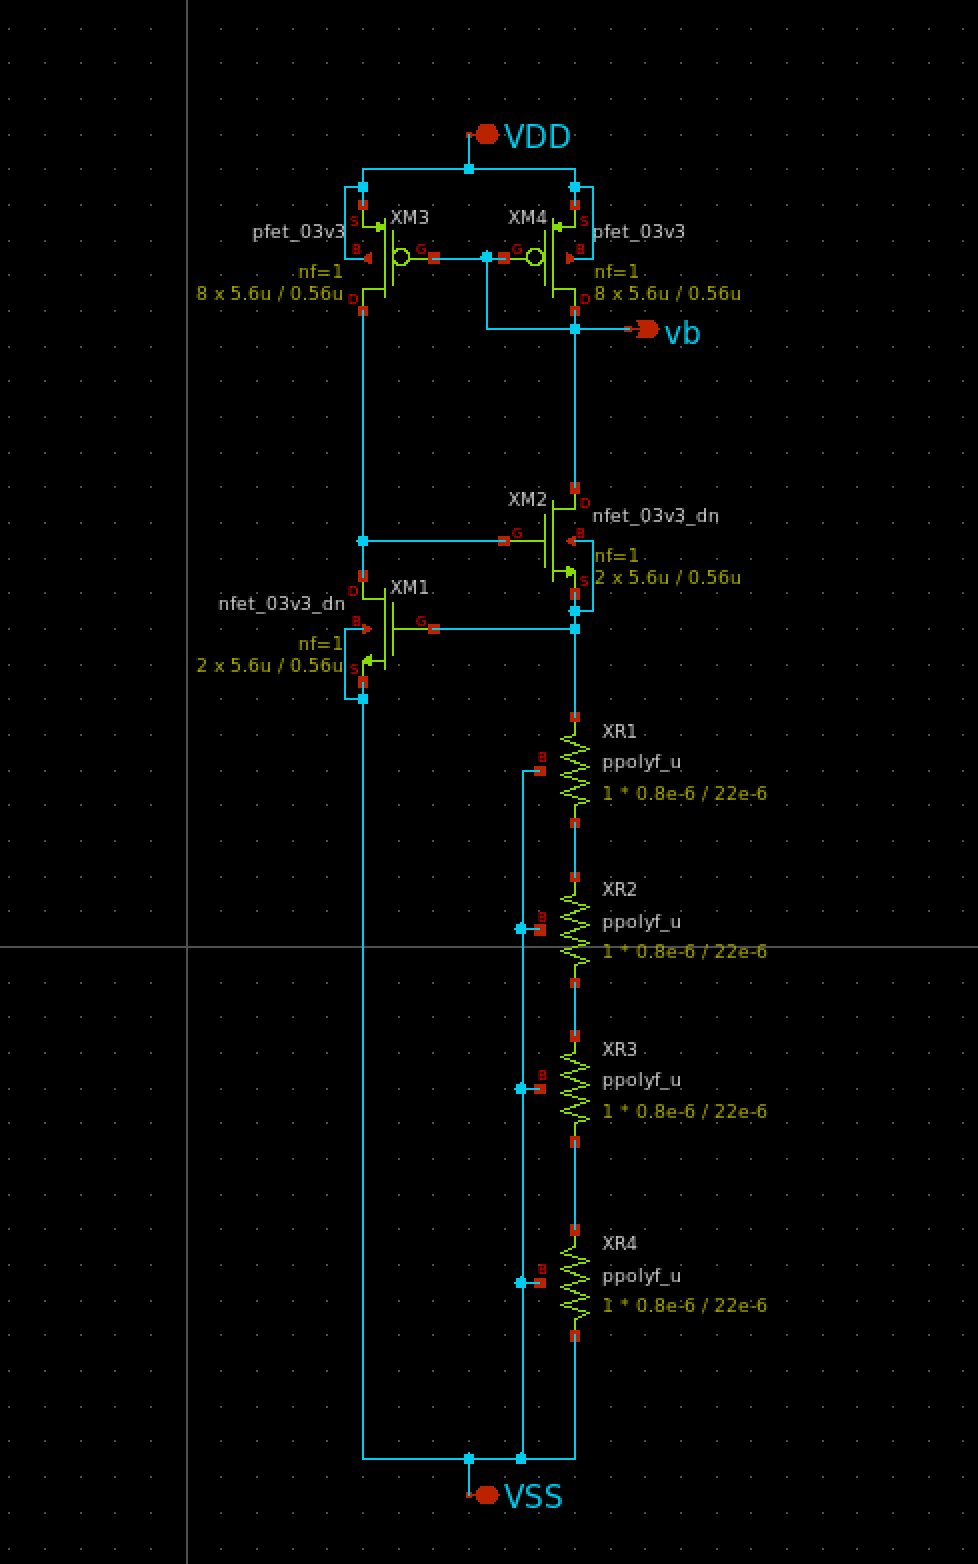 VDD
XM3
XM4
pfet_03v3
pfet_03v3
S
S
B
G
G
B
nf=1
nf=1
8 x 5.6u / 0.56u
8 x 5.6u / 0.56u
D
D
vb
XM2
D
nfet_03v3_dn
G
B
nf=1
2 x 5.6u / 0.56u
S
XM1
D
nfet_03v3_dn
B
G
nf=1
2 x 5.6u / 0.56u
S
XR1
B
ppolyf_u
1 * 0.8e-6 / 22e-6
XR2
B
ppolyf_u
1 * 0.8e-6 / 22e-6
XR3
B
ppolyf_u
1 * 0.8e-6 / 22e-6
XR4
B
ppolyf_u
1 * 0.8e-6 / 22e-6
VSS